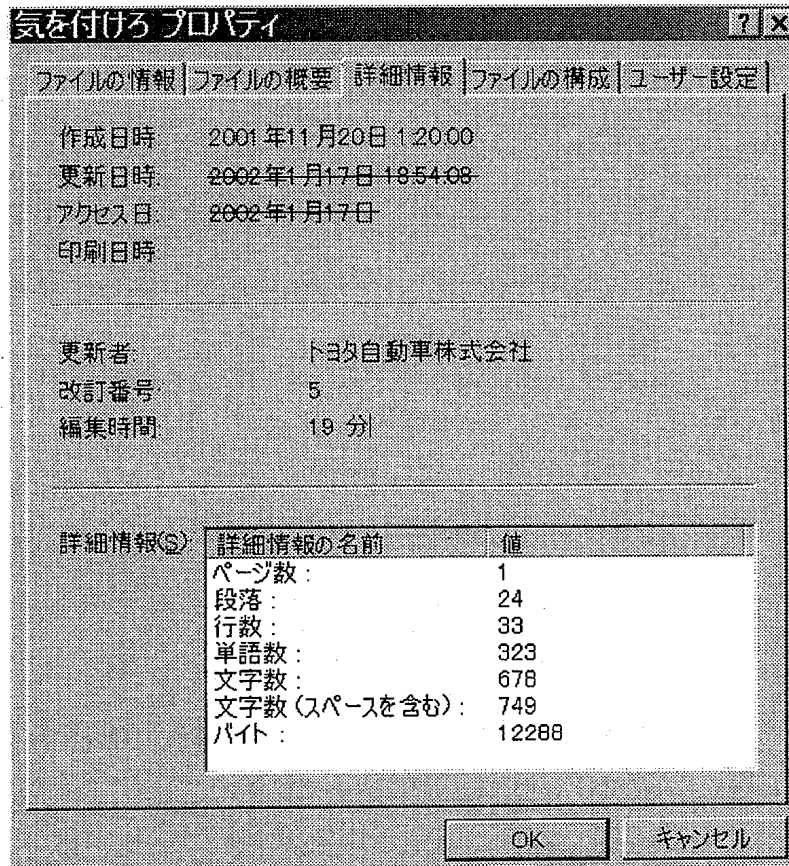 気を付けろ プロパティ
ファイルの情報 ファイルの概要 詳細情報 ファイルの構成 ユーザー設定
作成日時: 2001年11月20日 1:20:00
更新日時: 2002年1月17日 18:54:08
アクセス日: 2002年1月17日
印刷日時:
更新者: トヨタ自動車株式会社
改訂番号: 5
編集時間: 19 分
詳細情報(S): 詳細情報の名前 値
ページ数: 1
段落: 24
行数: 33
単語数: 323
文字数: 678
文字数(スペースを含む): 749
バイト: 12288
OK キャンセル